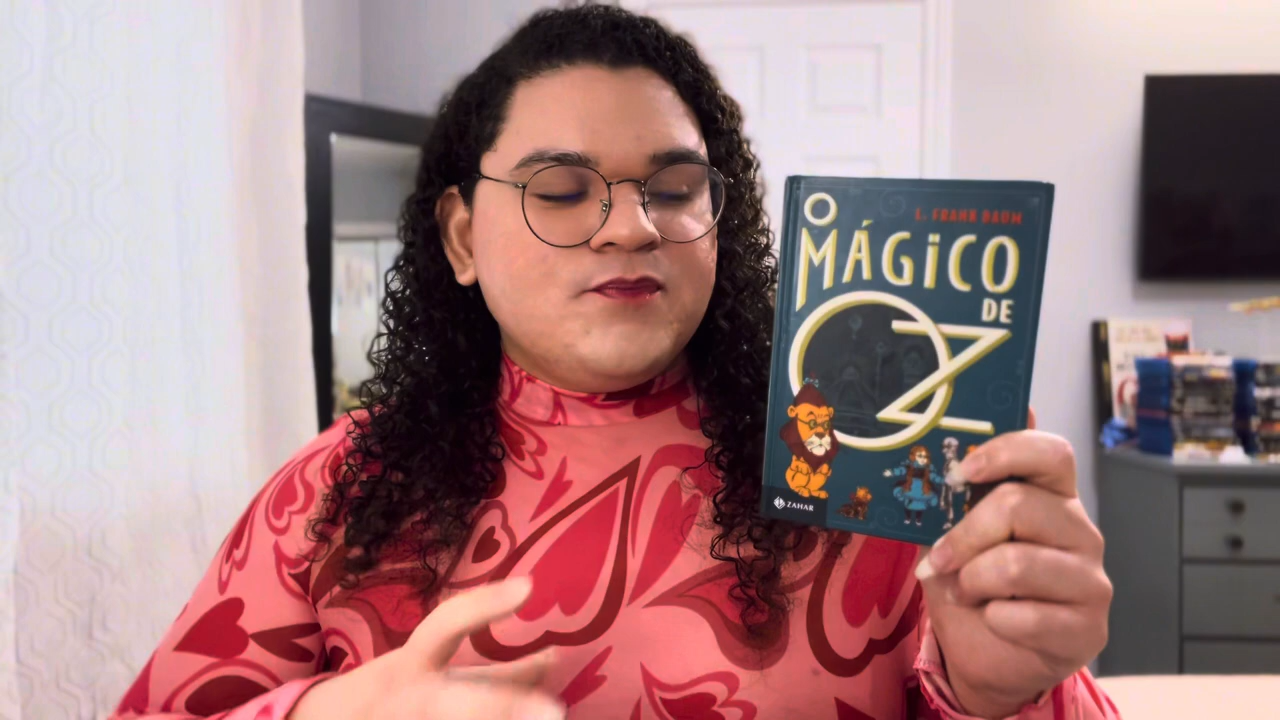 O
L. FRANK BAUM
MÁGiCO
DE
OZ
ZAHAR